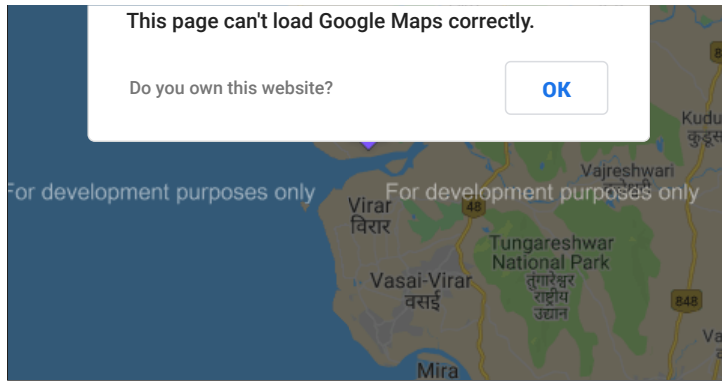 This page can't load Google Maps correctly.
Do you own this website?
OK
Kudu
कुडूस
Vajreshwari
For development purposes only
For development purposes only
48
Virar
विरार
Tungareshwar
National Park
तुंगारेश्वर
राष्ट्रीय
उद्यान
Vasai-Virar
वसई
848
Va
Mira